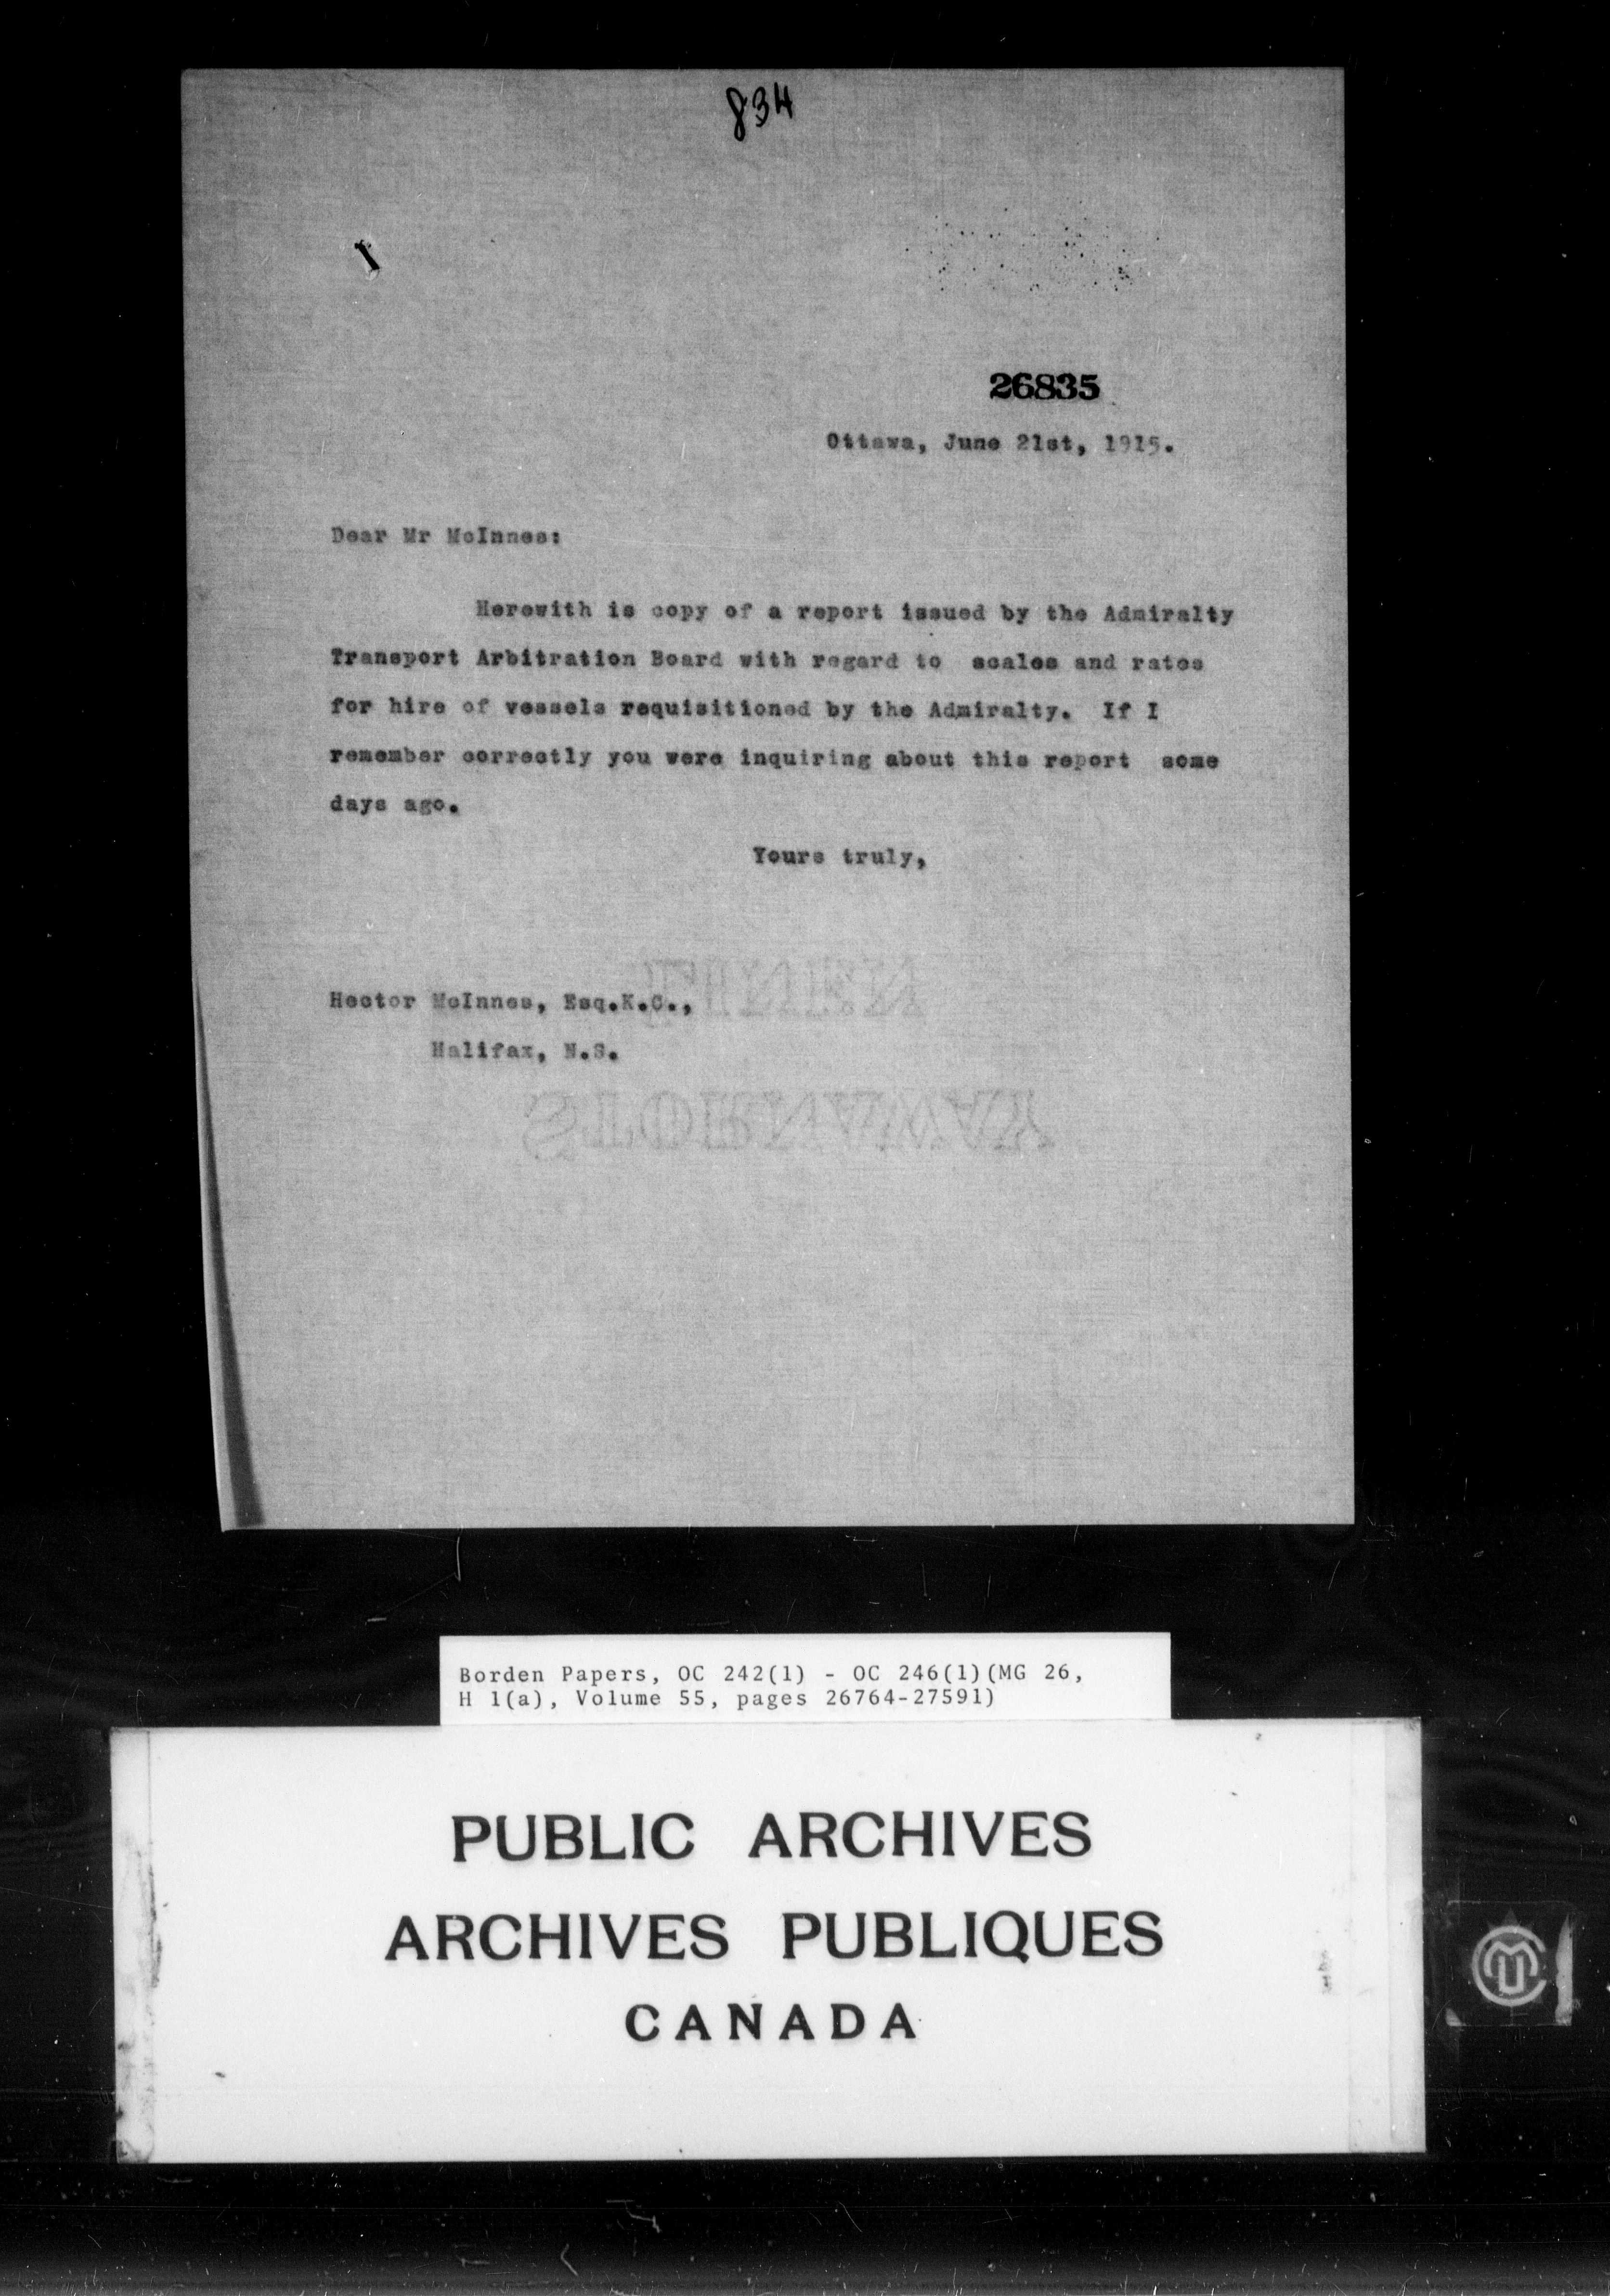 834
26835
Ottawa, June 21st, 1915.
Dear Mr McInnes:
Herewith is copy of a report issued by the Admiralty
Transport Arbitration Board with regard to scales and rates
for hire of vessels requisitioned by the Admiralty. If I
remember correctly you were inquiring about this report some
days ago.
Yours truly,
LINEN
Hector McInnes, Esq.K.C.,
Halifax, N.S.
STORNAWAY
Borden Papers, OC 242(1) - OC 246(1)(MG 26,
H 1(a), Volume 55, pages 26764-27591)
PUBLIC ARCHIVES
ARCHIVES PUBLIQUES
CANADA